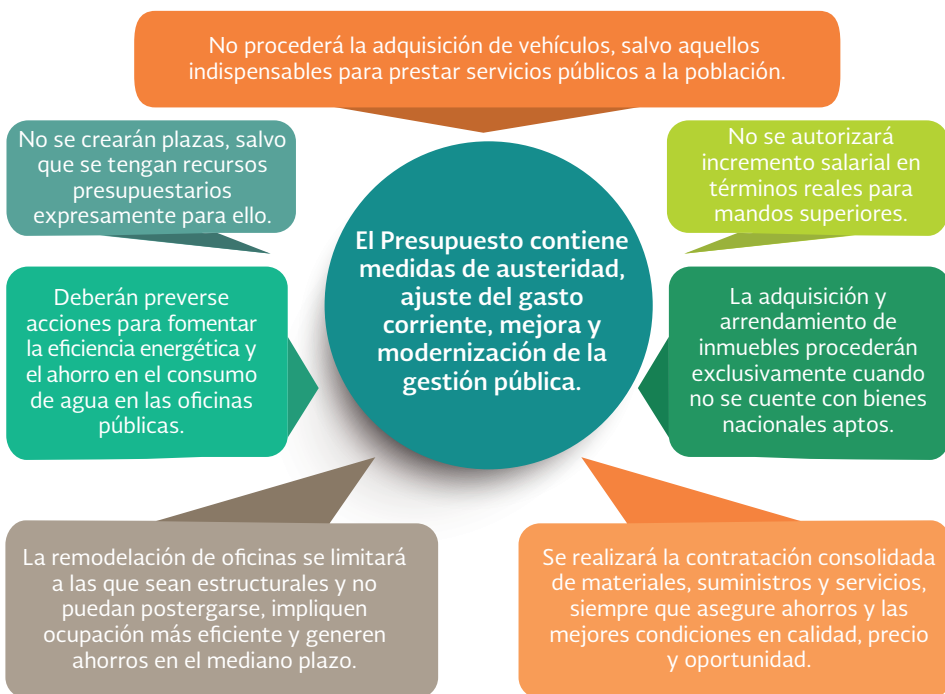 No procederá la adquisición de vehículos, salvo aquellos
indispensables para prestar servicios públicos a la población.
No se crearán plazas, salvo
que se tengan recursos
presupuestarios
expresamente para ello.
No se autorizará
incremento salarial en
términos reales para
mandos superiores.
El Presupuesto contiene
medidas de austeridad,
ajuste del gasto
corriente, mejora y
modernización de la
gestión pública.
Deberán preverse
acciones para fomentar
la eficiencia energética y
el ahorro en el consumo
de agua en las oficinas
públicas.
La adquisición y
arrendamiento de
inmuebles procederán
exclusivamente cuando
no se cuente con bienes
nacionales aptos.
La remodelación de oficinas se limitará
a las que sean estructurales y no
puedan postergarse, impliquen
ocupación más eficiente y generen
ahorros en el mediano plazo.
Se realizará la contratación consolidada
de materiales, suministros y servicios,
siempre que asegure ahorros y las
mejores condiciones en calidad, precio
y oportunidad.